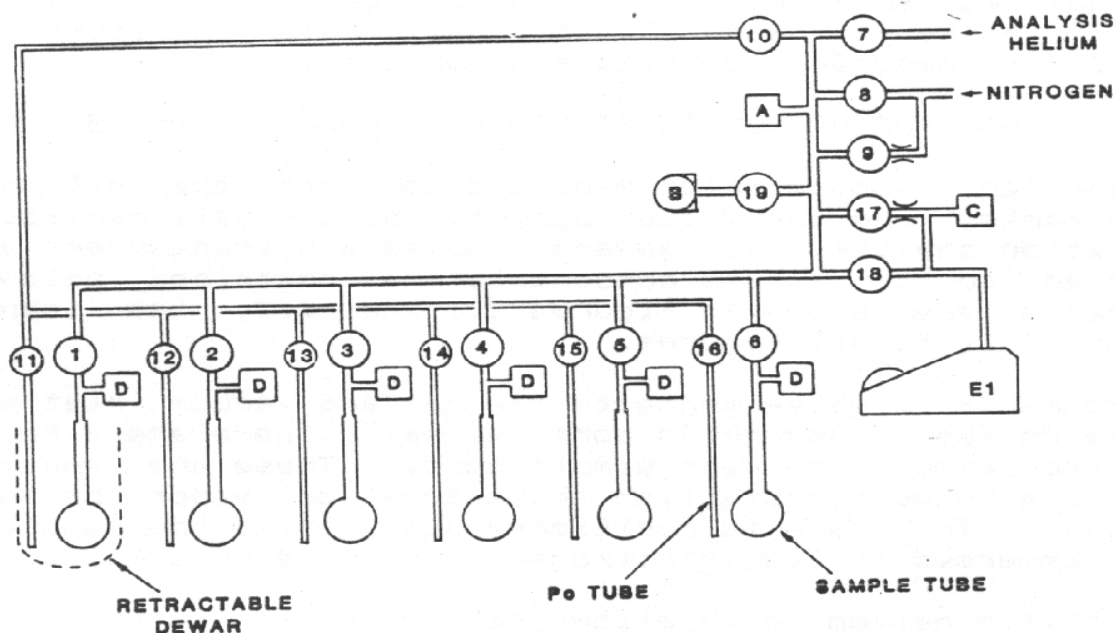 ANALYSIS
HELIUM
10
7
A
8
NITROGEN
9
B
19
17
C
18
11
1
12
2
13
3
14
4
15
5
16
6
D
D
D
D
D
D
E1
RETRACTABLE
DEWAR
Po TUBE
SAMPLE TUBE